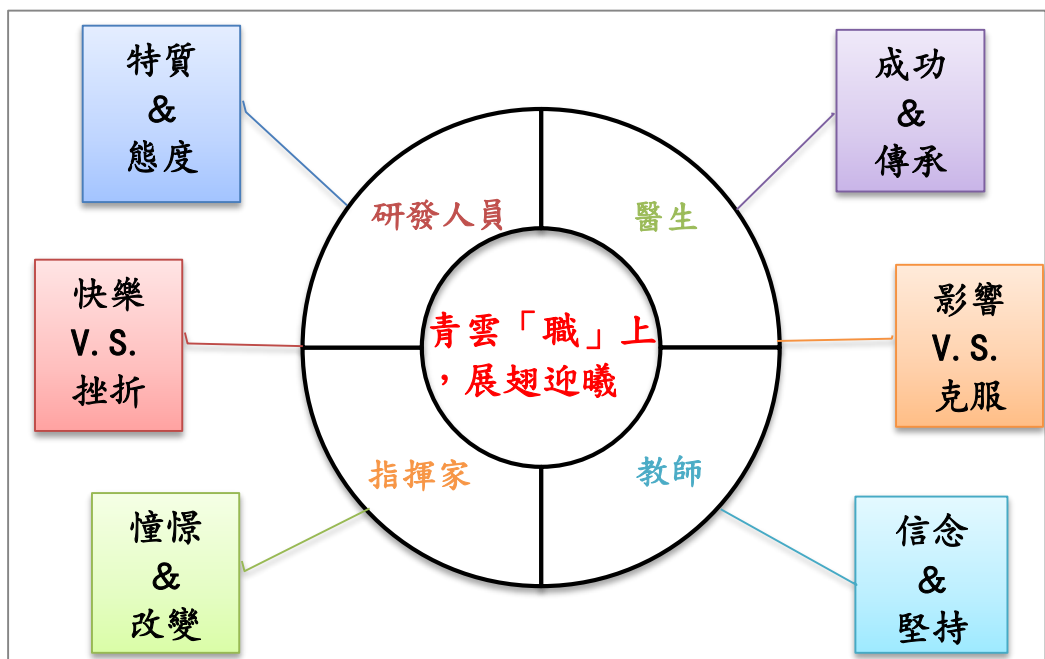 特質
&
態度
成功
&
傳承
研發人員
醫生
快樂
V.S.
挫折
青雲「職」上
，展翅迎曦
影響
V.S.
克服
指揮家
教師
憧憬
&
改變
信念
&
堅持